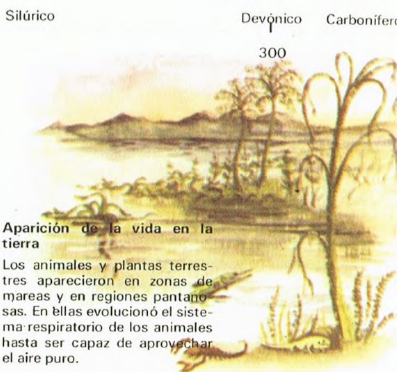 Silúrico Devónico Carbonífero
300
Aparición de la vida en la
tierra
Los animales y plantas terres-
tres aparecieron en zonas de
mareas y en regiones pantano-
sas. En ellas evolucionó el siste-
ma respiratorio de los animales
hasta ser capaz de aprovechar
el aire puro.